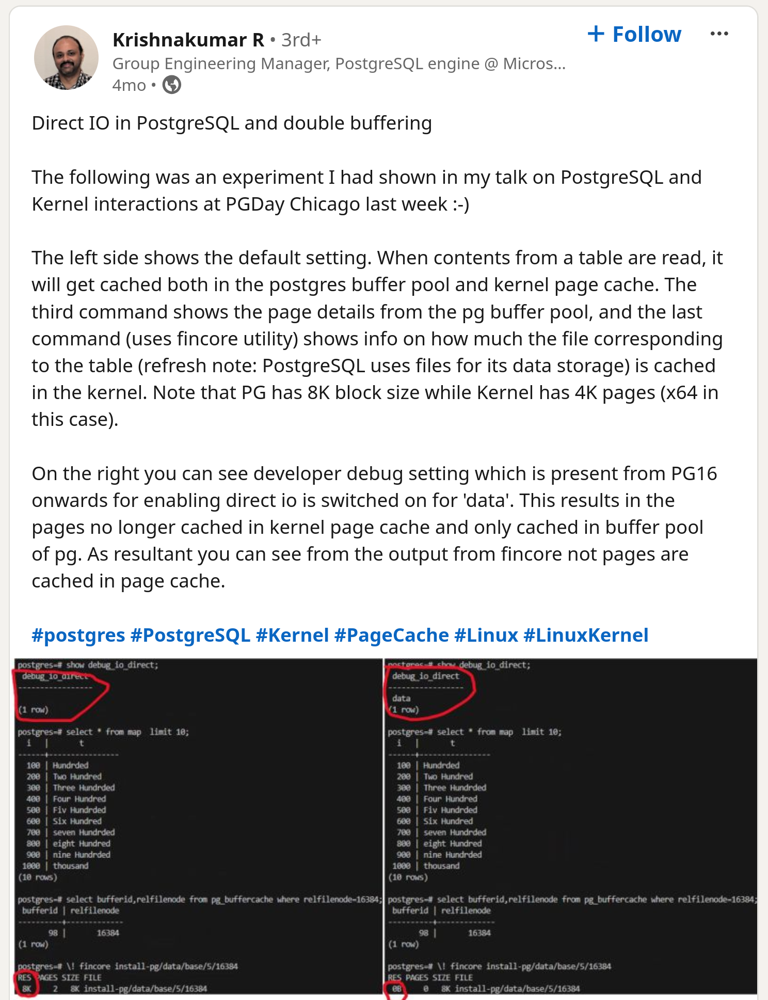 Krishnakumar R • 3rd+
+ Follow
Group Engineering Manager, PostgreSQL engine @ Micros...
4mo •
Direct IO in PostgreSQL and double buffering
The following was an experiment I had shown in my talk on PostgreSQL and
Kernel interactions at PGDay Chicago last week :-)
The left side shows the default setting. When contents from a table are read, it
will get cached both in the postgres buffer pool and kernel page cache. The
third command shows the page details from the pg buffer pool, and the last
command (uses fincore utility) shows info on how much the file corresponding
to the table (refresh note: PostgreSQL uses files for its data storage) is cached
in the kernel. Note that PG has 8K block size while Kernel has 4K pages (x64 in
this case).
On the right you can see developer debug setting which is present from PG16
onwards for enabling direct io is switched on for 'data'. This results in the
pages no longer cached in kernel page cache and only cached in buffer pool
of pg. As resultant you can see from the output from fincore not pages are
cached in page cache.
#postgres #PostgreSQL #Kernel #PageCache #Linux #LinuxKernel
postgres=# show debug_io_direct;
debug_io_direct
-----------------
(1 row)
postgres=# select * from map  limit 10;
i | t
------+---------------
100 | Hundrded
200 | Two Hundred
300 | Three Hundrded
400 | Four Hundred
500 | Fiv Hundrded
600 | Six Hundred
700 | seven Hundrded
800 | eight Hundred
900 | nine Hundrded
1000 | thousand
(10 rows)
postgres=# select bufferid,relfilenode from pg_buffercache where relfilenode=16384;
bufferid | relfilenode
----------+-------------
98 | 16384
(1 row)
postgres=# \! fincore install-pg/data/base/5/16384
RES PAGES SIZE FILE
8K 2 8K install-pg/data/base/5/16384
postgres=# show debug_io_direct;
debug_io_direct
-----------------
data
(1 row)
postgres=# select * from map  limit 10;
i | t
------+---------------
100 | Hundrded
200 | Two Hundred
300 | Three Hundrded
400 | Four Hundred
500 | Fiv Hundrded
600 | Six Hundred
700 | seven Hundrded
800 | eight Hundred
900 | nine Hundrded
1000 | thousand
(10 rows)
postgres=# select bufferid,relfilenode from pg_buffercache where relfilenode=16384;
bufferid | relfilenode
----------+-------------
98 | 16384
(1 row)
postgres=# \! fincore install-pg/data/base/5/16384
RES PAGES SIZE FILE
0B 0 8K install-pg/data/base/5/16384